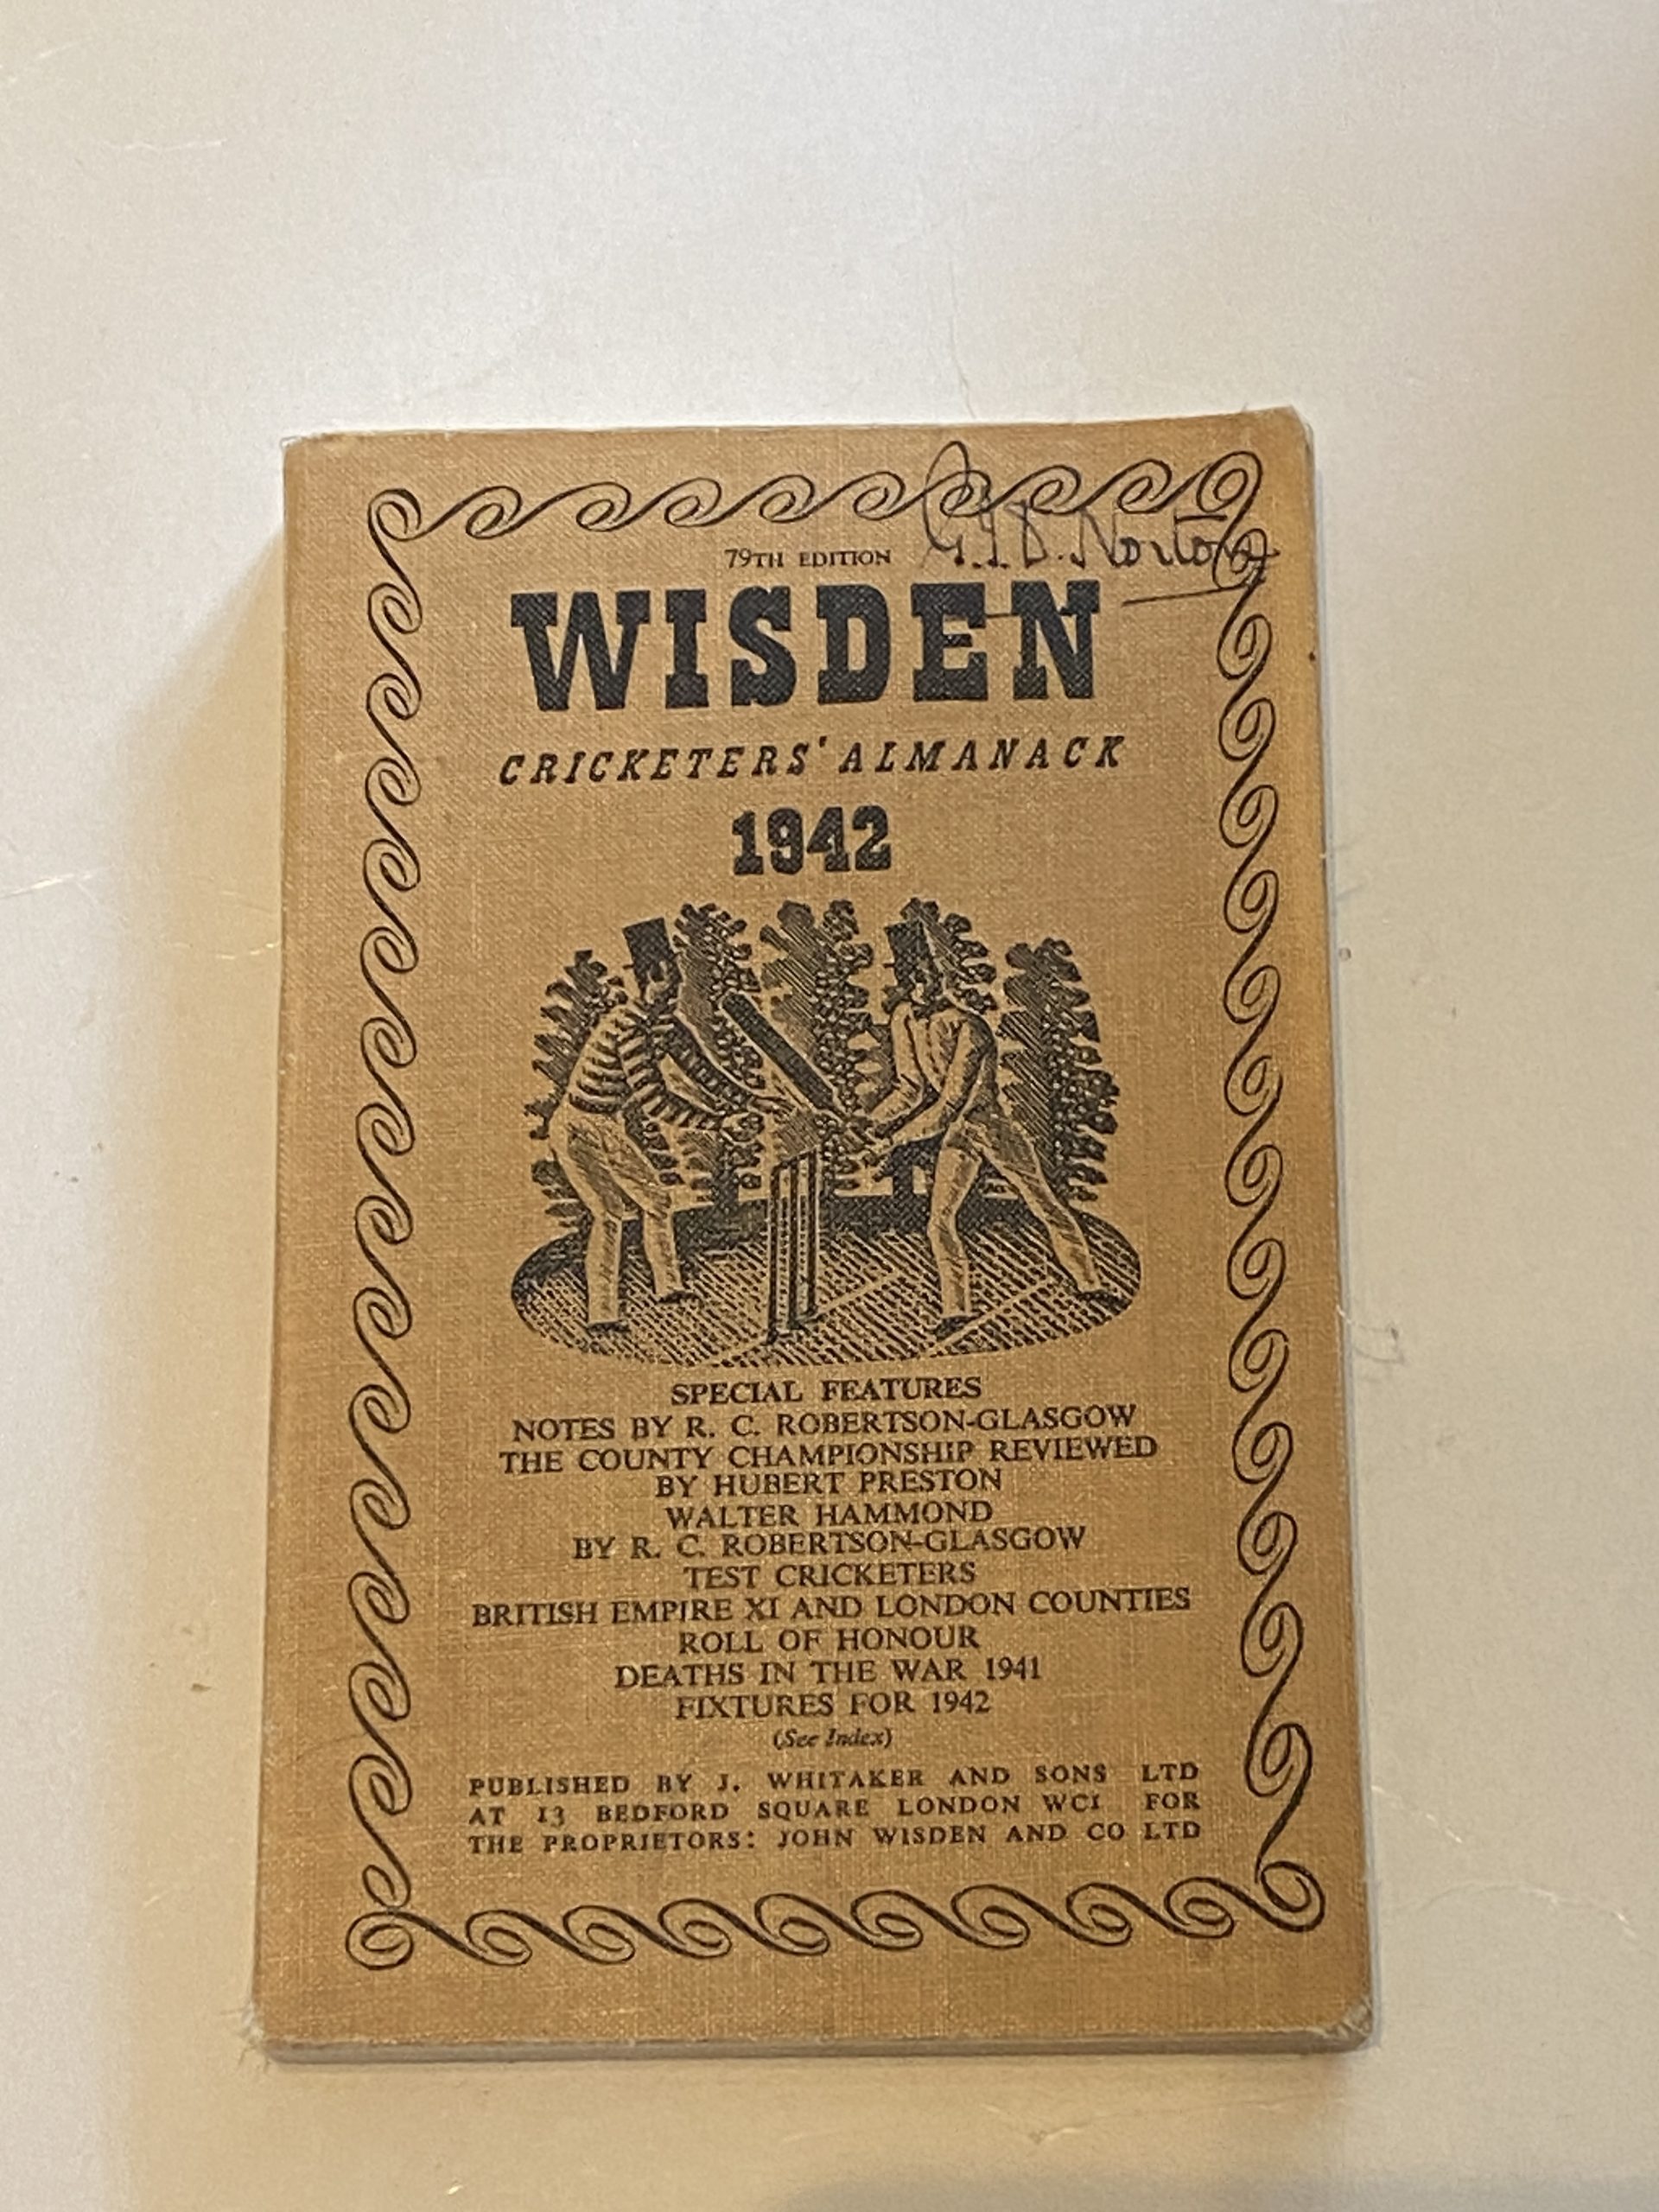 79TH EDITION
Norton
WISDEN
CRICKETERS' ALMANACK
1942
SPECIAL FEATURES
NOTES BY R. C. ROBERTSON-GLASGOW
THE COUNTY CHAMPIONSHIP REVIEWED
BY HUBERT PRESTON
WALTER HAMMOND
BY R. C. ROBERTSON-GLASGOW
TEST CRICKETERS
BRITISH EMPIRE XI AND LONDON COUNTIES
ROLL OF HONOUR
DEATHS IN THE WAR 1941
FIXTURES FOR 1942
(See Index)
PUBLISHED BY J. WHITAKER AND SONS LTD
AT 13 BEDFORD SQUARE LONDON WC1 FOR
THE PROPRIETORS: JOHN WISDEN AND CO LTD